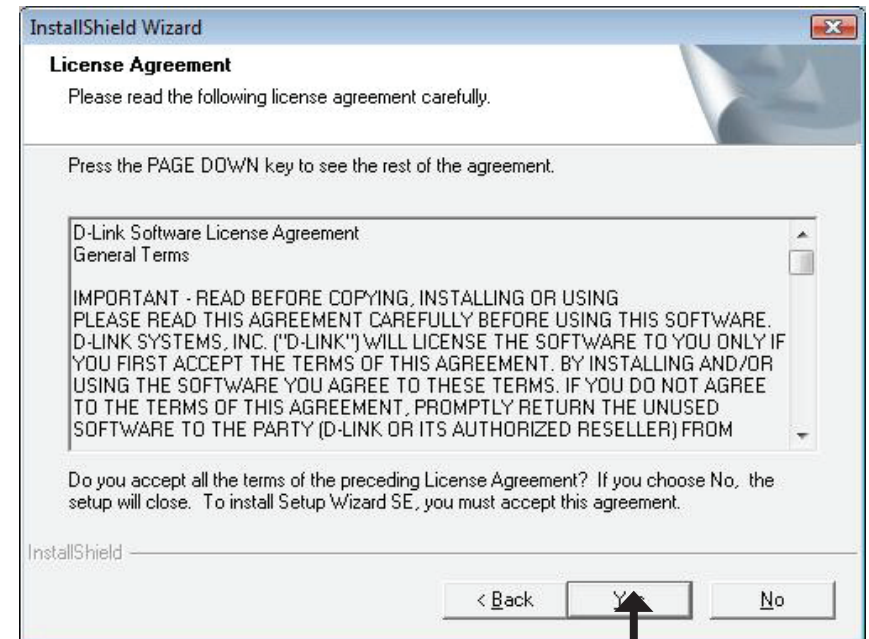 InstallShield Wizard
License Agreement
Please read the following license agreement carefully.
Press the PAGE DOWN key to see the rest of the agreement.
D-Link Software License Agreement
General Terms
IMPORTANT - READ BEFORE COPYING, INSTALLING OR USING
PLEASE READ THIS AGREEMENT CAREFULLY BEFORE USING THIS SOFTWARE.
D-LINK SYSTEMS, INC. ("D-LINK") WILL LICENSE THE SOFTWARE TO YOU ONLY IF
YOU FIRST ACCEPT THE TERMS OF THIS AGREEMENT. BY INSTALLING AND/OR
USING THE SOFTWARE YOU AGREE TO THESE TERMS. IF YOU DO NOT AGREE
TO THE TERMS OF THIS AGREEMENT, PROMPTLY RETURN THE UNUSED
SOFTWARE TO THE PARTY (D-LINK OR ITS AUTHORIZED RESELLER) FROM
Do you accept all the terms of the preceding License Agreement? If you choose No, the
setup will close. To install Setup Wizard SE, you must accept this agreement.
InstallShield
< Back No